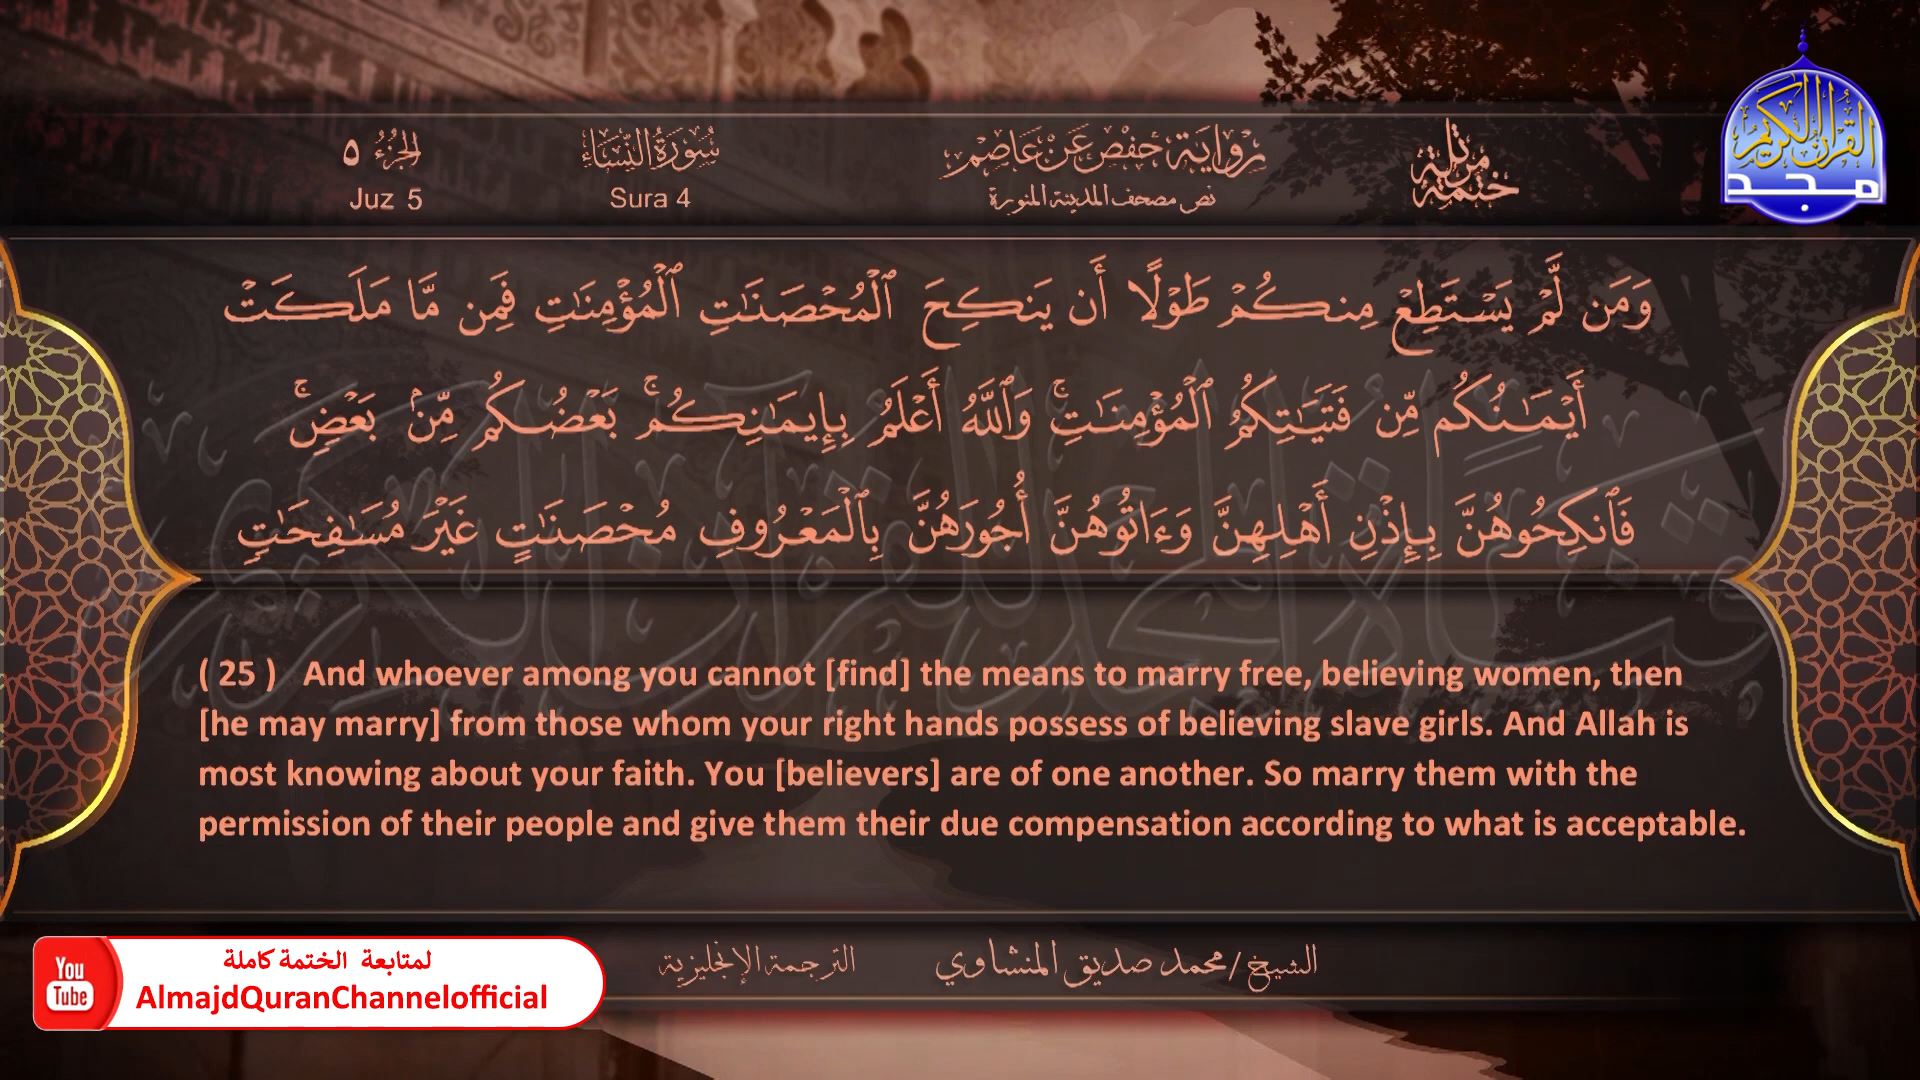 القرآن الكريم
مجد
ختمة مرتلة
رواية حفص عن عاصم
نص مصحف المدينة المنورة
سورة النساء
Sura 4
الجزء ٥
Juz 5
وَمَن لَّمْ يَسْتَطِعْ مِنكُمْ طَوْلًا أَن يَنكِحَ ٱلْمُحْصَنَـٰتِ ٱلْمُؤْمِنَـٰتِ فَمِن مَّا مَلَكَتْ
أَيْمَـٰنُكُم مِّن فَتَيَـٰتِكُمُ ٱلْمُؤْمِنَـٰتِ ۚ وَٱللَّهُ أَعْلَمُ بِإِيمَـٰنِكُم ۚ بَعْضُكُم مِّنۢ بَعْضٍ ۚ
فَٱنكِحُوهُنَّ بِإِذْنِ أَهْلِهِنَّ وَءَاتُوهُنَّ أُجُورَهُنَّ بِٱلْمَعْرُوفِ مُحْصَنَـٰتٍ غَيْرَ مُسَـٰفِحَـٰتٍ
( 25 ) And whoever among you cannot [find] the means to marry free, believing women, then
[he may marry] from those whom your right hands possess of believing slave girls. And Allah is
most knowing about your faith. You [believers] are of one another. So marry them with the
permission of their people and give them their due compensation according to what is acceptable.
الشيخ / محمد صديق المنشاوي
الترجمة الإنجليزية
لمتابعة الختمة كاملة
You
Tube
AlmajdQuranChannelofficial